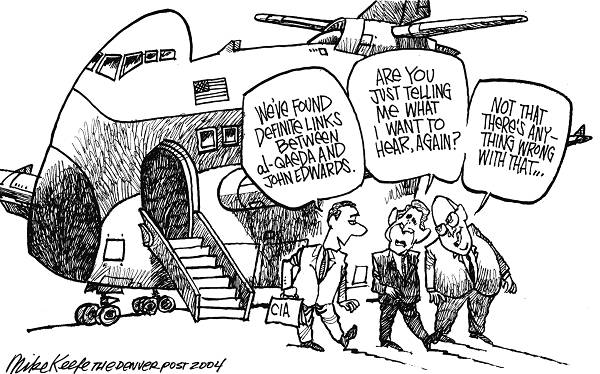 WE'VE FOUND
DEFINITE LINKS
BETWEEN
al-QAEDA AND
JOHN EDWARDS.
ARE YOU
JUST TELLING
ME WHAT
I WANT TO
HEAR, AGAIN?
NOT THAT
THERE'S ANY-
THING WRONG
WITH THAT...
CIA
Mike Keefe THE DENVER POST 2004